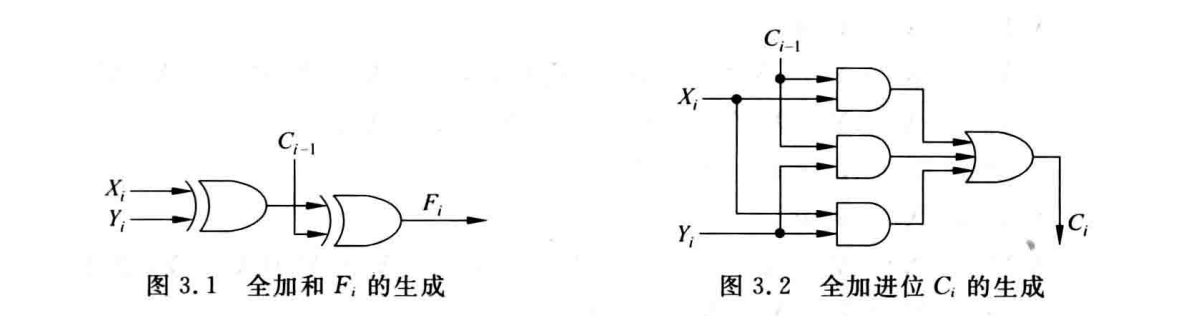 C_{i-1}
X_i
Y_i
F_i
图 3.1 全加和 F_i 的生成
C_{i-1}
X_i
Y_i
C_i
图 3.2 全加进位 C_i 的生成